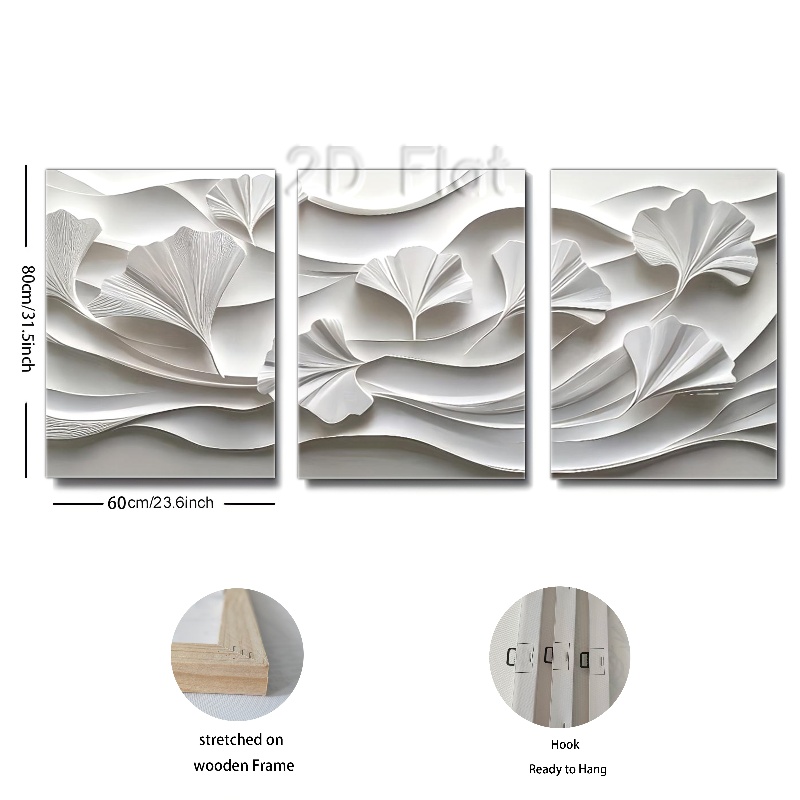 2D Flat
80cm/31.5inch
60cm/23.6inch
stretched on
wooden Frame
Hook
Ready to Hang